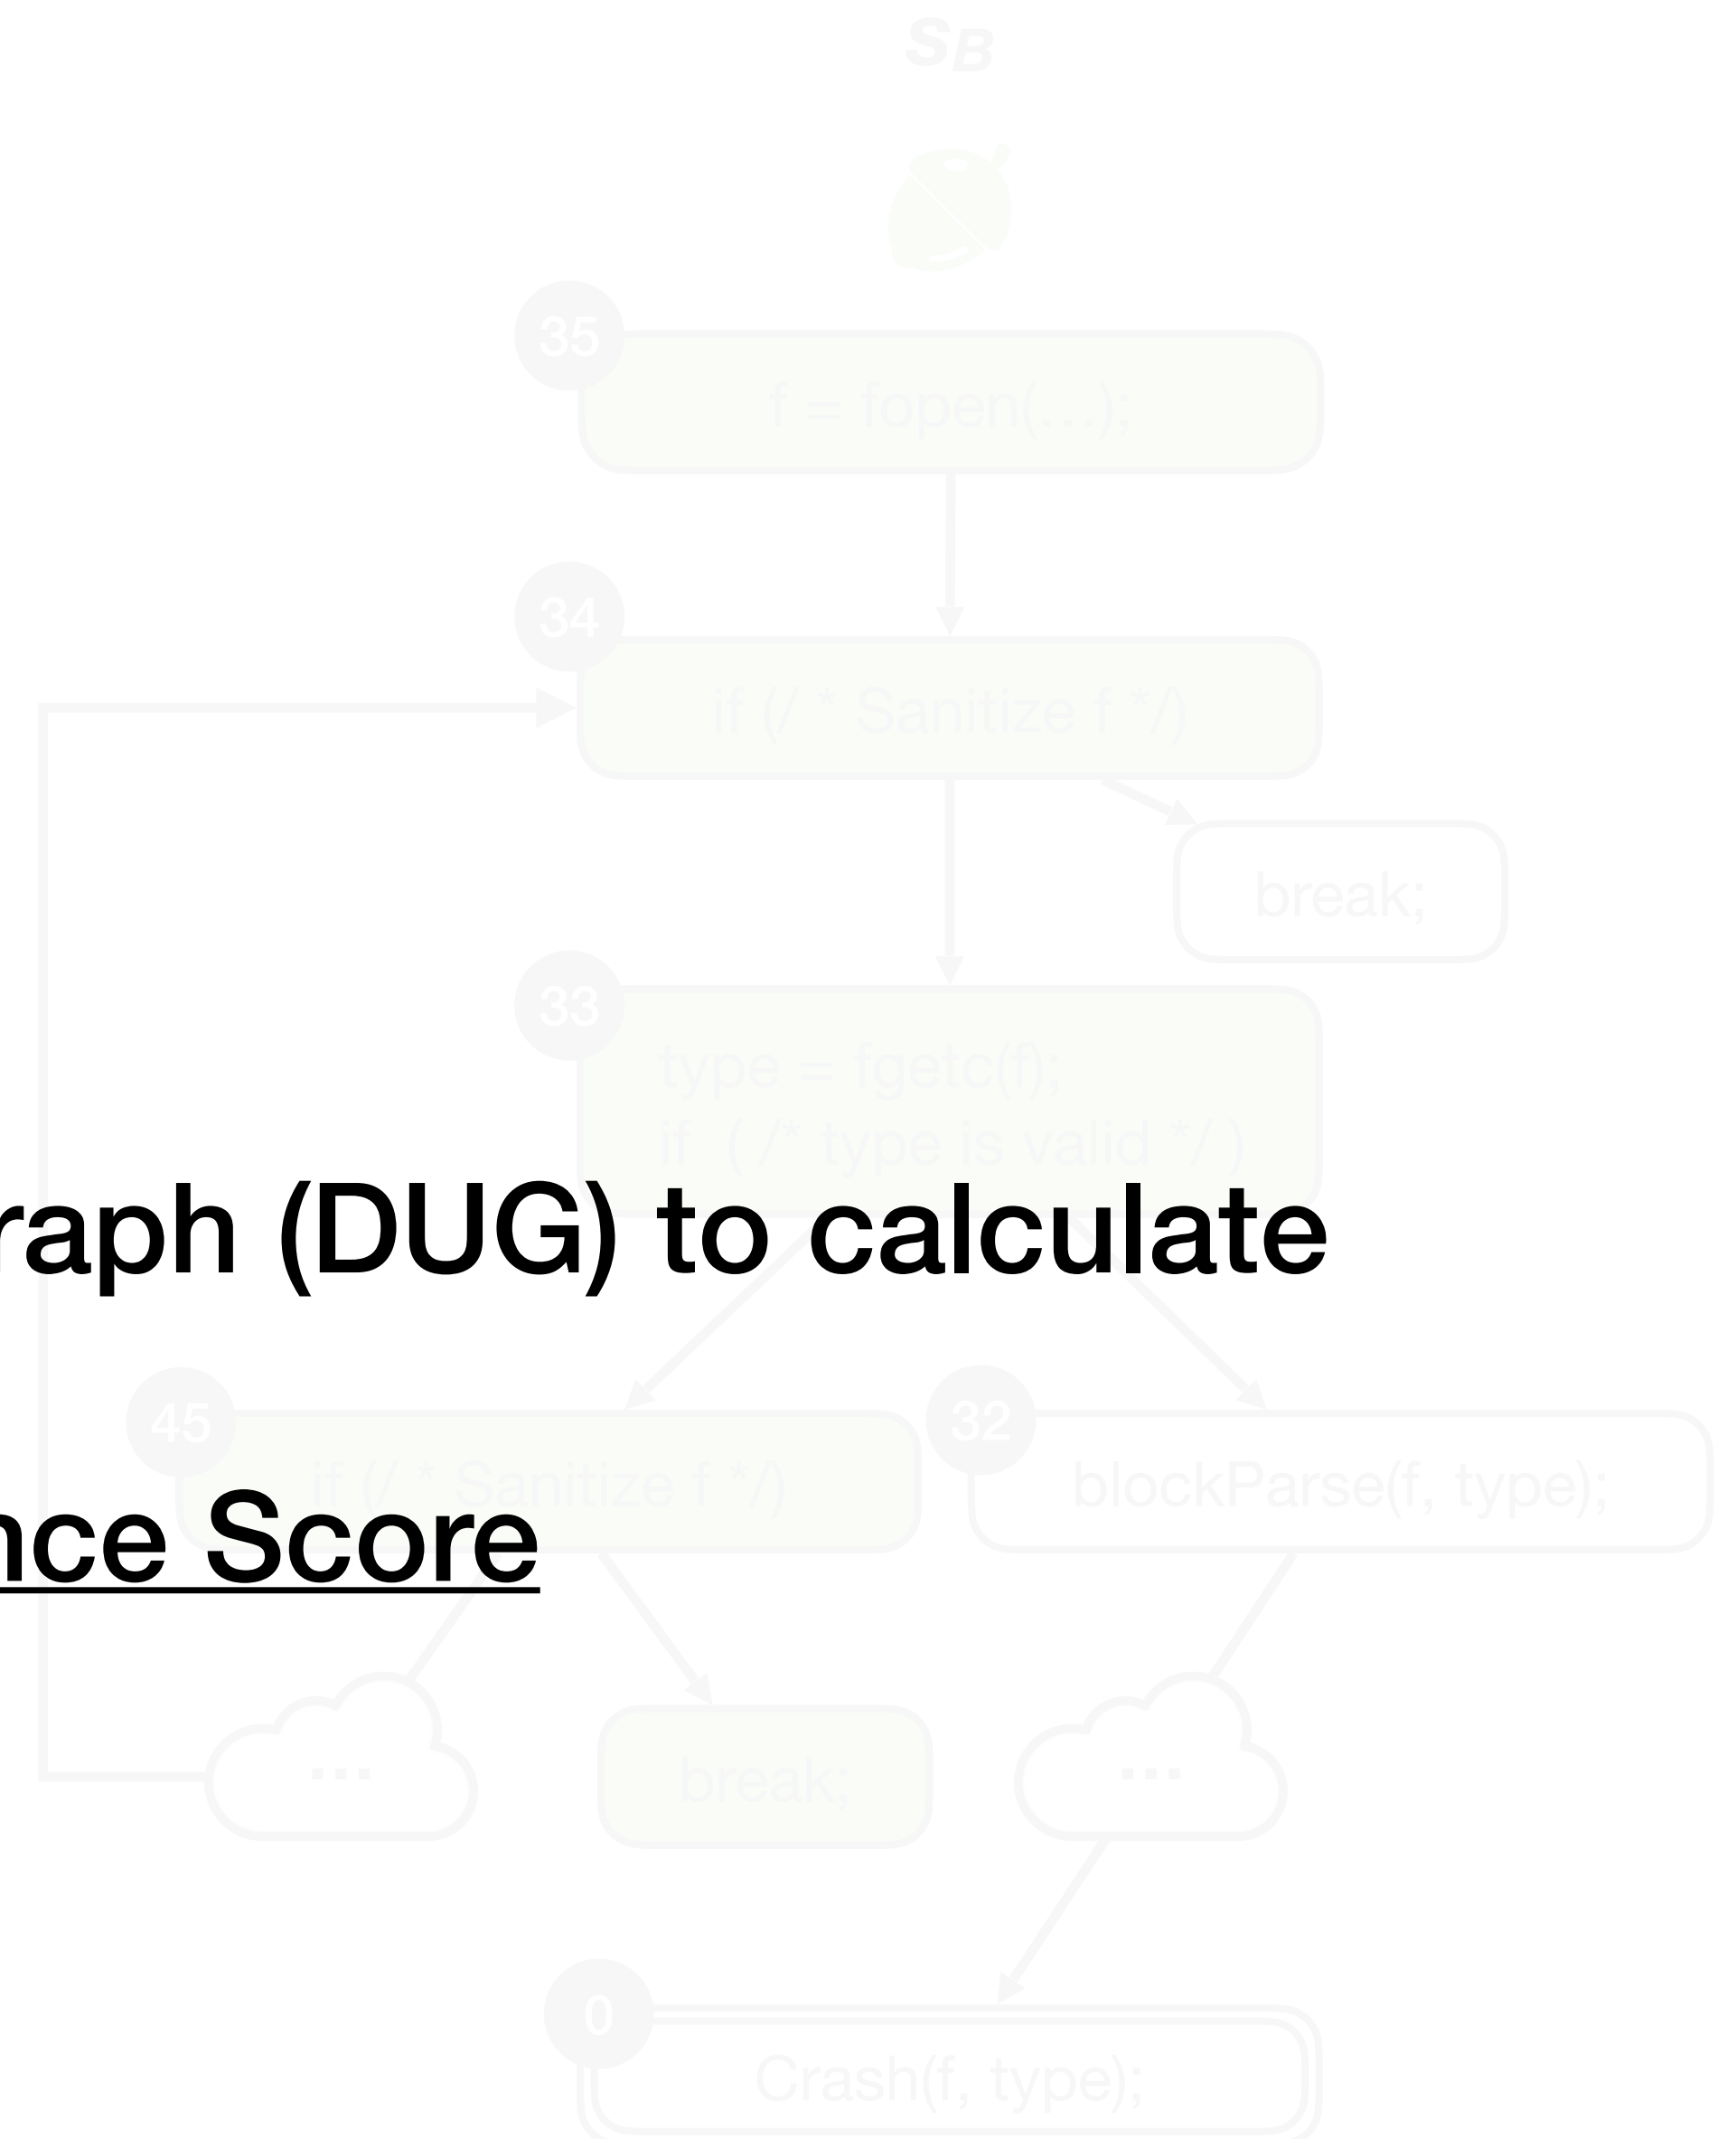 SB
35
f = fopen(…);
34
if (/ * Sanitize f */)
break;
33
type = fgetc(f);
if ( /* type is valid */ )
raph (DUG) to calculate
45
if (/ * Sanitize f */)
32
blockParse(f, type);
nce Score
...
break;
...
0
Crash(f, type);